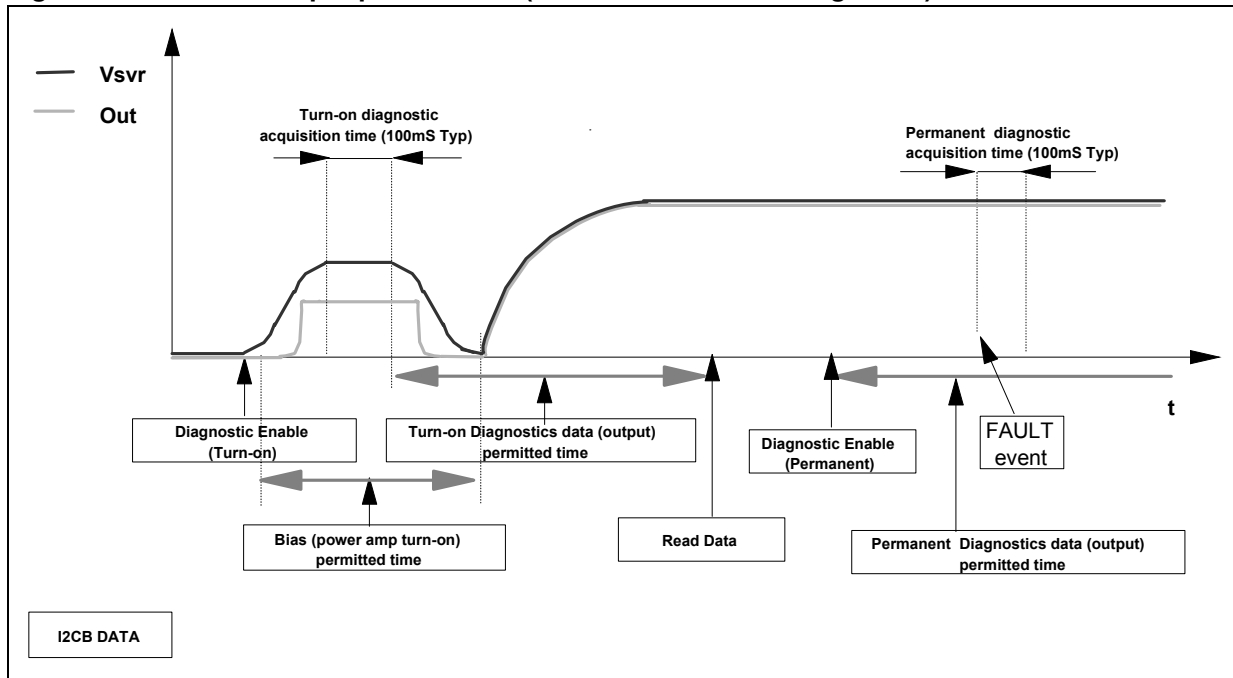 Vsvr
Out
Turn-on diagnostic
acquisition time (100mS Typ)
Permanent diagnostic
acquisition time (100mS Typ)
t
Diagnostic Enable
(Turn-on)
Turn-on Diagnostics data (output)
permitted time
Diagnostic Enable
(Permanent)
FAULT
event
Bias (power amp turn-on)
permitted time
Read Data
Permanent Diagnostics data (output)
permitted time
I2CB DATA